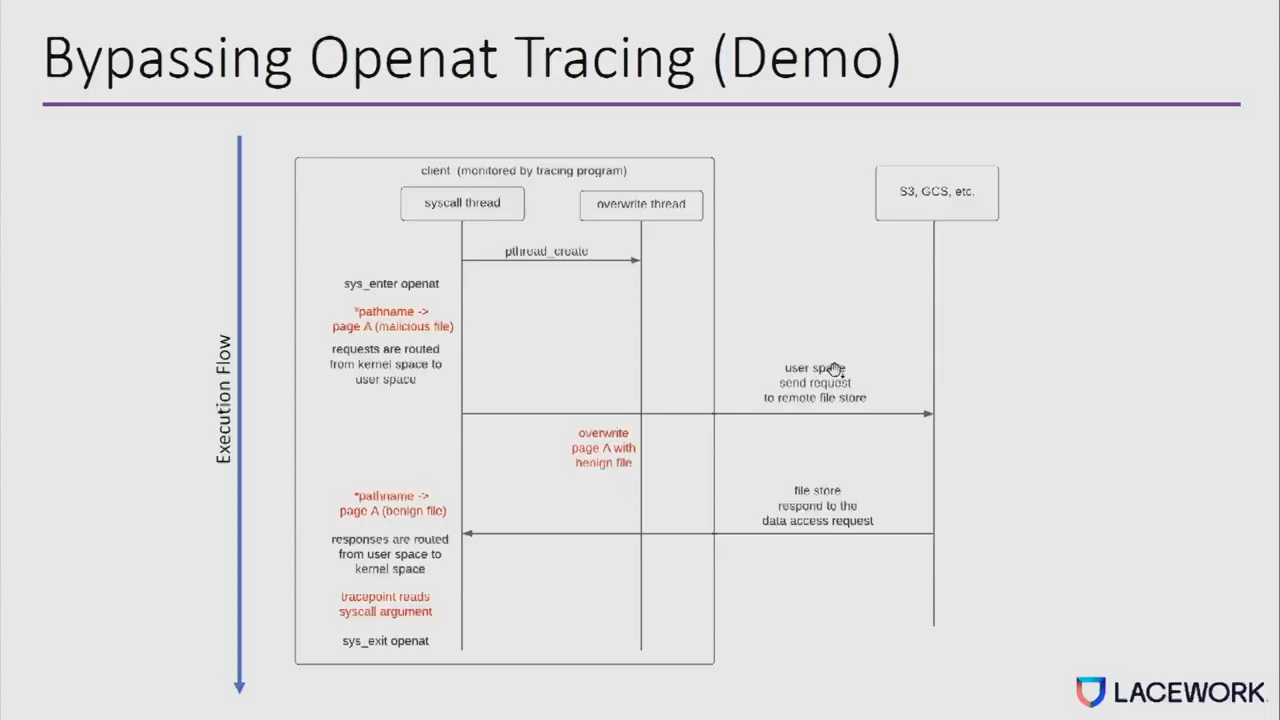 Bypassing Openat Tracing (Demo)
client (monitored by tracing program)
syscall thread
overwrite thread
S3, GCS, etc.
pthread_create
sys_enter openat
*pathname ->
page A (malicious file)
requests are routed
from kernel space to
user space
user space
send request
to remote file store
Execution Flow
overwrite
page A with
benign file
*pathname ->
page A (benign file)
file store
respond to the
data access request
responses are routed
from user space to
kernel space
tracepoint reads
syscall argument
sys_exit openat
LACEWORK